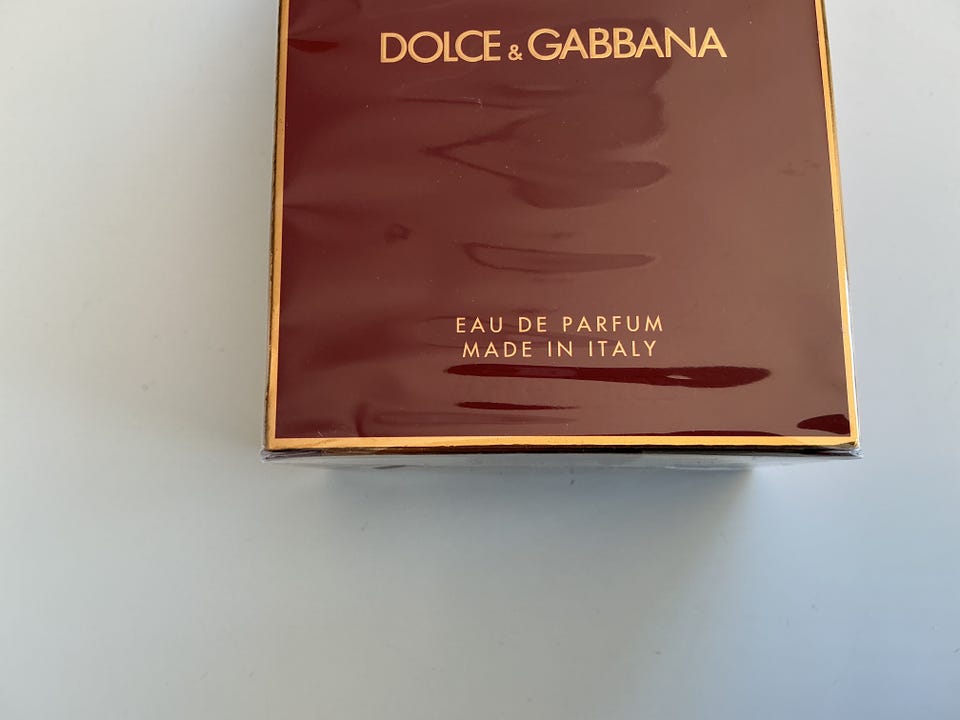 DOLCE & GABBANA
EAU DE PARFUM
MADE IN ITALY